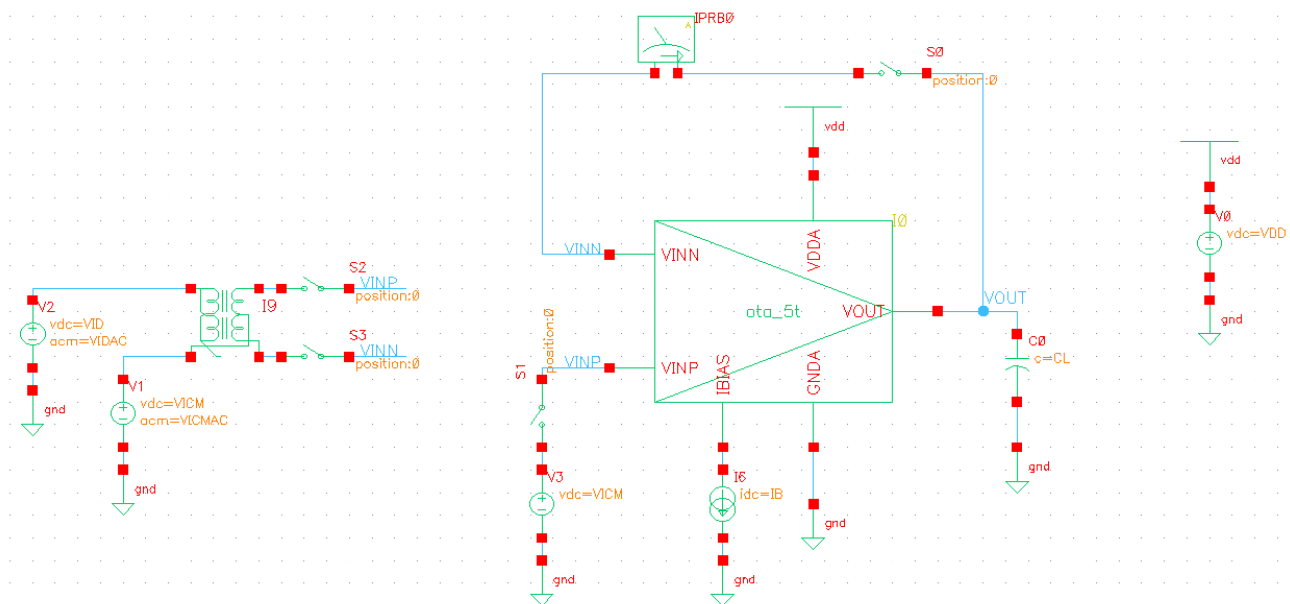 IPRB0
A
S0
position:0
vdd
vdd
I0
V0
vdc=VDD
VINN
VINN
VDDA
S2
VINP
position:0
I9
V2
vdc=VID
acm=VIDAC
VOUT
VOUT
ota_5t
gnd
S3
VINN
position:0
S1
position:0
VINP
VINP
IBIAS
GNDA
C0
c=CL
V1
vdc=VICM
acm=VICMAC
gnd
gnd
V3
vdc=VICM
I6
idc=IB
gnd
gnd
gnd
gnd
gnd